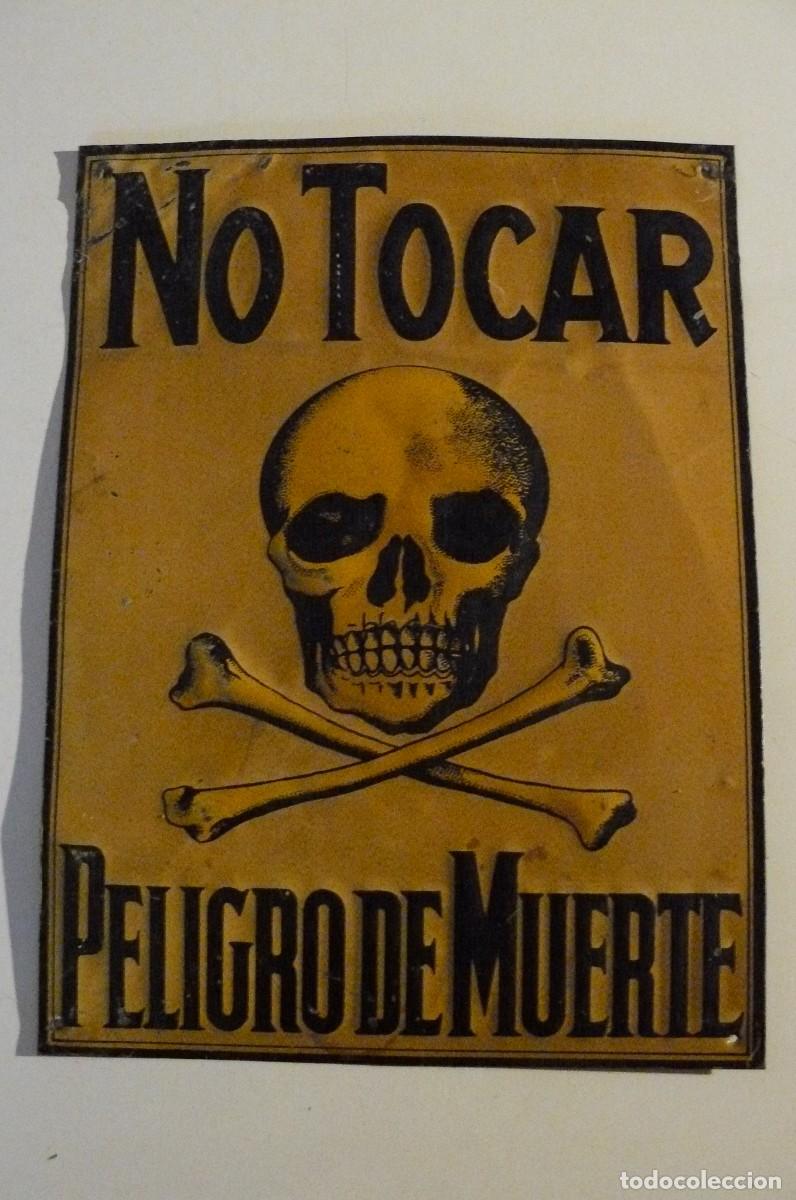 NO TOCAR
PELIGRO DE MUERTE
todocoleccion